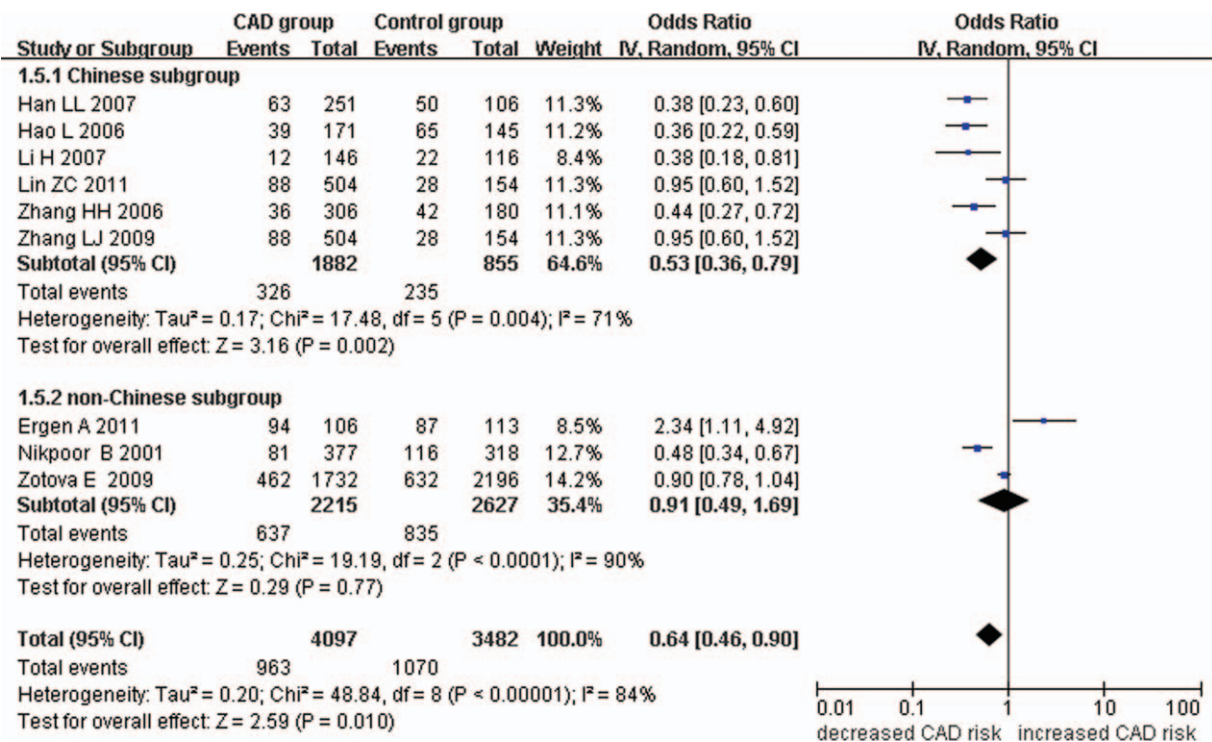 CAD group Control group Odds Ratio Odds Ratio
Study or Subgroup Events Total Events Total Weight IV, Random, 95% CI IV, Random, 95% CI
1.5.1 Chinese subgroup
Han LL 2007 63 251 50 106 11.3% 0.38 [0.23, 0.60]
Hao L 2006 39 171 65 145 11.2% 0.36 [0.22, 0.59]
Li H 2007 12 146 22 116 8.4% 0.38 [0.18, 0.81]
Lin ZC 2011 88 504 28 154 11.3% 0.95 [0.60, 1.52]
Zhang HH 2006 36 306 42 180 11.1% 0.44 [0.27, 0.72]
Zhang LJ 2009 88 504 28 154 11.3% 0.95 [0.60, 1.52]
Subtotal (95% CI) 1882 855 64.6% 0.53 [0.36, 0.79]
Total events 326 235
Heterogeneity: Tau² = 0.17; Chi² = 17.48, df = 5 (P = 0.004); I² = 71%
Test for overall effect: Z = 3.16 (P = 0.002)
1.5.2 non-Chinese subgroup
Ergen A 2011 94 106 87 113 8.5% 2.34 [1.11, 4.92]
Nikpoor B 2001 81 377 116 318 12.7% 0.48 [0.34, 0.67]
Zotova E 2009 462 1732 632 2196 14.2% 0.90 [0.78, 1.04]
Subtotal (95% CI) 2215 2627 35.4% 0.91 [0.49, 1.69]
Total events 637 835
Heterogeneity: Tau² = 0.25; Chi² = 19.19, df = 2 (P < 0.0001); I² = 90%
Test for overall effect: Z = 0.29 (P = 0.77)
Total (95% CI) 4097 3482 100.0% 0.64 [0.46, 0.90]
Total events 963 1070
Heterogeneity: Tau² = 0.20; Chi² = 48.84, df = 8 (P < 0.00001); I² = 84%
Test for overall effect: Z = 2.59 (P = 0.010)
0.01 0.1 1 10 100
decreased CAD risk increased CAD risk